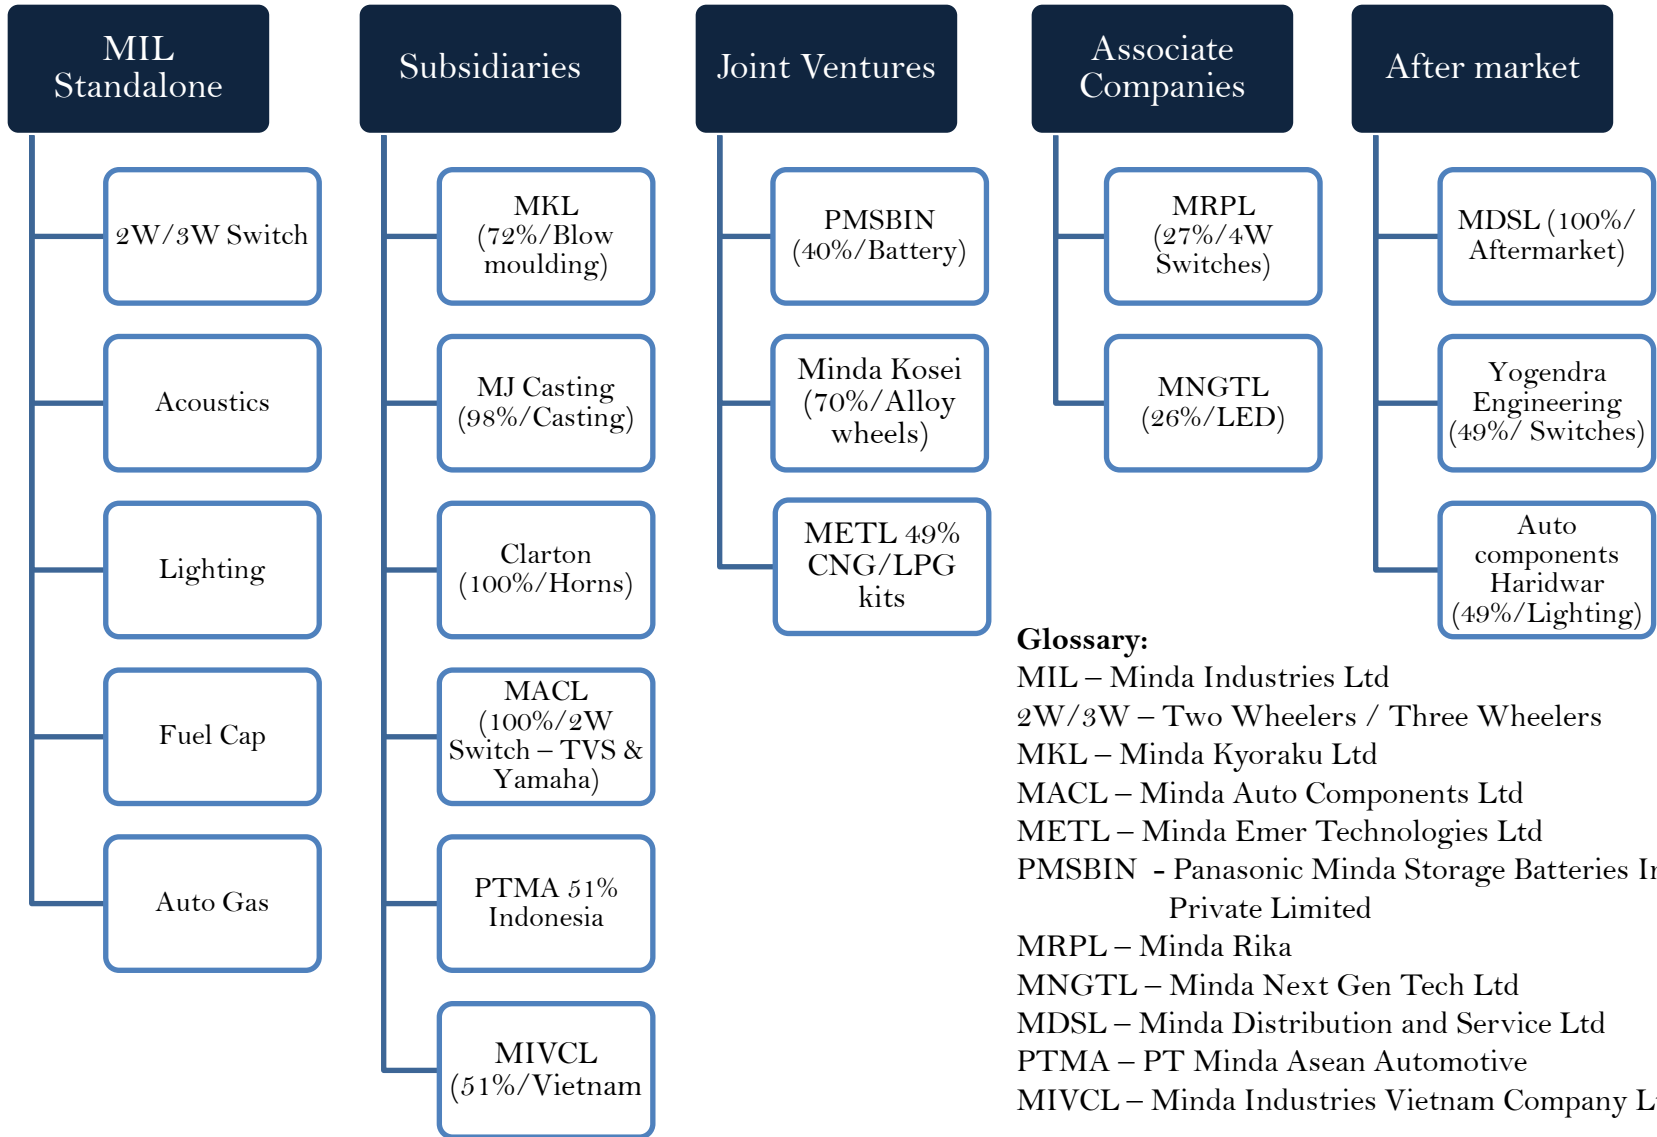 MIL
Standalone
2W/3W Switch
Acoustics
Lighting
Fuel Cap
Auto Gas
Subsidiaries
MKL
(72%/Blow
moulding)
MJ Casting
(98%/Casting)
Clarton
(100%/Horns)
MACL
(100%/2W
Switch – TVS &
Yamaha)
PTMA 51%
Indonesia
MIVCL
(51%/Vietnam
Joint Ventures
PMSBIN
(40%/Battery)
Minda Kosei
(70%/Alloy
wheels)
METL 49%
CNG/LPG
kits
Associate
Companies
MRPL
(27%/4W
Switches)
MNGTL
(26%/LED)
After market
MDSL (100%/
Aftermarket)
Yogendra
Engineering
(49%/ Switches)
Auto
components
Haridwar
(49%/Lighting)
Glossary:
MIL – Minda Industries Ltd
2W/3W – Two Wheelers / Three Wheelers
MKL – Minda Kyoraku Ltd
MACL – Minda Auto Components Ltd
METL – Minda Emer Technologies Ltd
PMSBIN - Panasonic Minda Storage Batteries
Private Limited
MRPL – Minda Rika
MNGTL – Minda Next Gen Tech Ltd
MDSL – Minda Distribution and Service Ltd
PTMA – PT Minda Asean Automotive
MIVCL – Minda Industries Vietnam Company